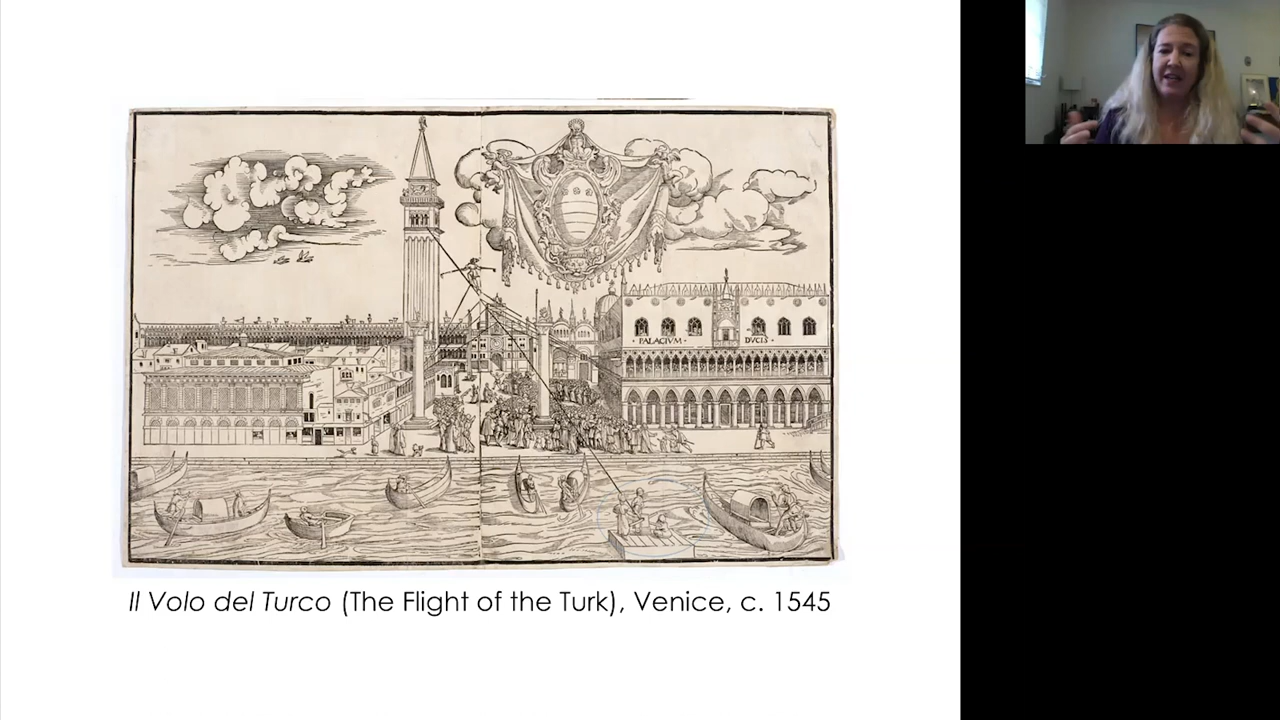 PALACIVM DVCIS
Il Volo del Turco (The Flight of the Turk), Venice, c. 1545